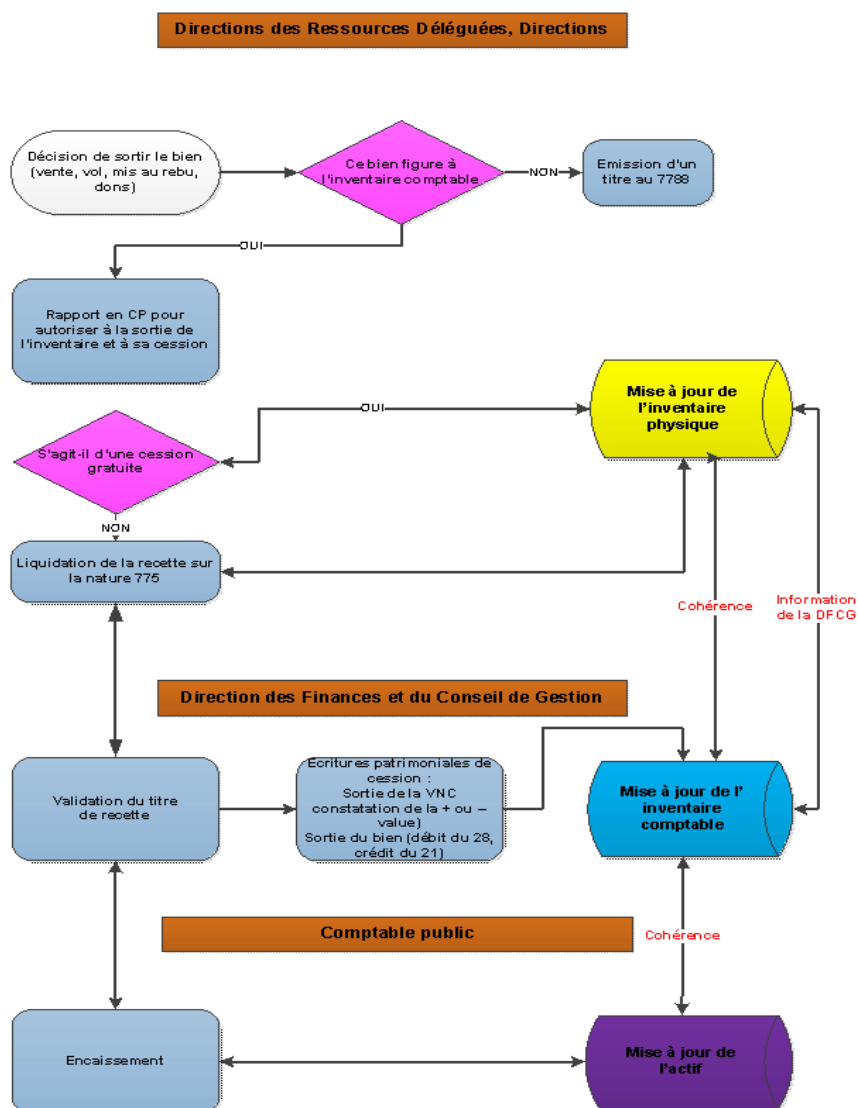 Directions des Ressources Déléguées, Directions
Décision de sortir le bien
(vente, vol, mis au rebu,
dons)
Ce bien figure à
l'inventaire comptable
NON
Emission d'un
titre au 7788
OUI
Rapport en CP pour
autoriser à la sortie de
l'inventaire et à sa cession
Mise à jour de
l'inventaire
physique
OUI
S'agit-il d'une cession
gratuite
NON
Liquidation de la recette sur
la nature 775
Cohérence
Information
de la DFCG
Direction des Finances et du Conseil de Gestion
Validation du titre
de recette
Ecritures patrimoniales de
cession :
Sortie de la VNC
constatation de la + ou –
value)
Sortie du bien (débit du 28,
crédit du 21)
Mise à jour de l'
inventaire
comptable
Comptable public
Cohérence
Encaissement
Mise à jour de
l'actif